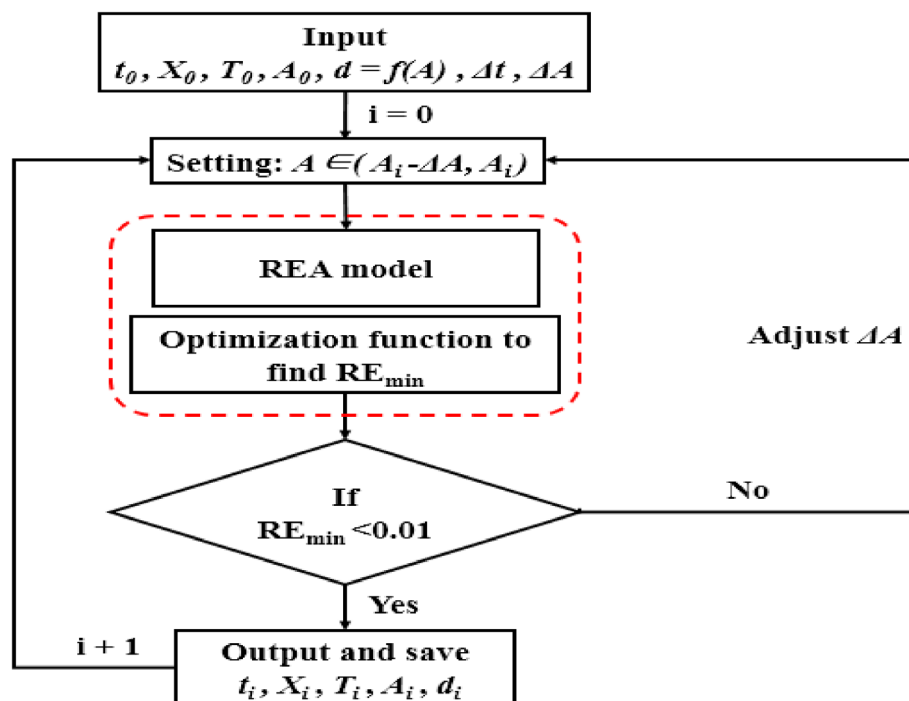 Input
t₀, X₀, T₀, A₀, d = f(A) , Δt, ΔA
i = 0
Setting: A ∈( Aᵢ-ΔA, Aᵢ)
REA model
Optimization function to
find REₘᵢₙ
Adjust ΔA
If
REₘᵢₙ <0.01
No
Yes
i + 1
Output and save
tᵢ, Xᵢ, Tᵢ, Aᵢ, dᵢ